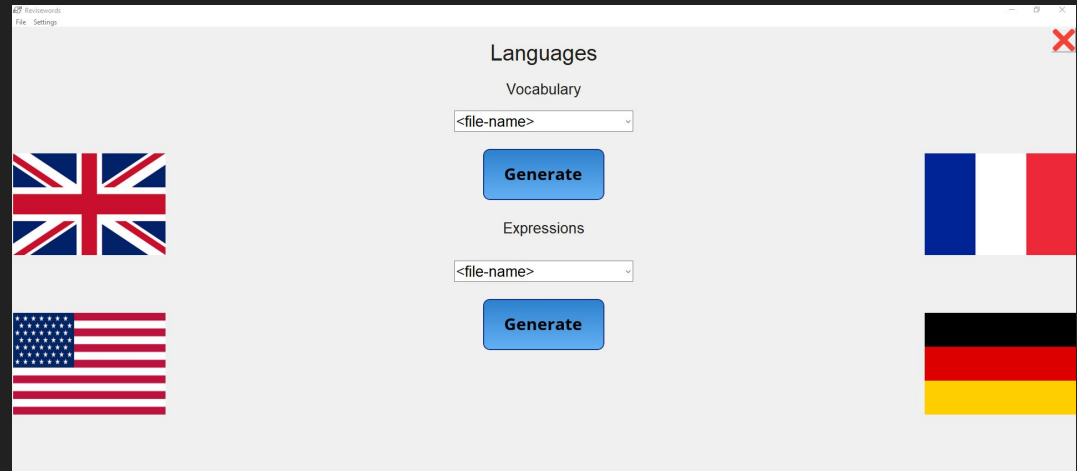 Revisewords
File Settings
Languages
Vocabulary
<file-name>
Generate
Expressions
<file-name>
Generate